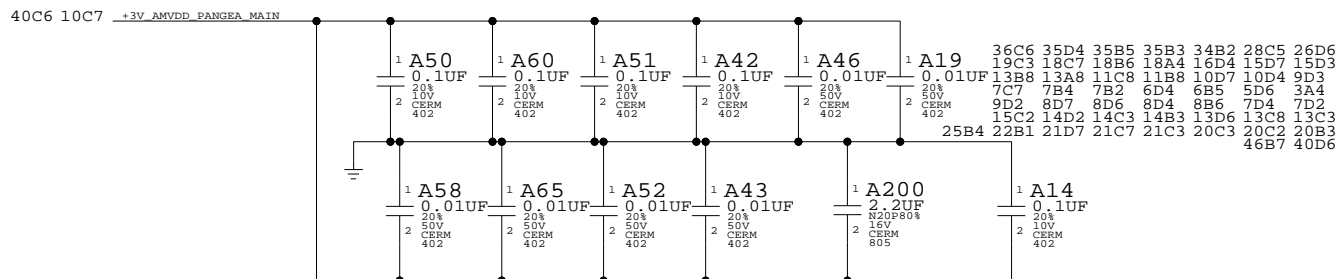 40C6 10C7 +3V_AMVDD_PANGEA_MAIN
1 A50
0.1UF
20%
10V
2 CERM
402
1 A60
0.1UF
20%
10V
2 CERM
402
1 A51
0.1UF
20%
10V
2 CERM
402
1 A42
0.1UF
20%
10V
2 CERM
402
1 A46
0.01UF
20%
50V
2 CERM
402
1 A19
0.01UF
20%
50V
2 CERM
402
36C6 35D4 35B5 35B3 34B2 28C5 26D6
19C3 18C7 18B6 18A4 16D4 15D7 15D3
13B8 13A8 11C8 11B8 10D7 10D4 9D3
7C7 7B4 7B2 6D4 6B5 5D6 3A4
9D2 8D7 8D6 8D4 8B6 7D4 7D2
15C2 14D2 14C3 14B3 13D6 13C8 13C3
25B4 22B1 21D7 21C7 21C3 20C3 20C2 20B3
46B7 40D6
1 A58
0.01UF
20%
50V
2 CERM
402
1 A65
0.01UF
20%
50V
2 CERM
402
1 A52
0.01UF
20%
50V
2 CERM
402
1 A43
0.01UF
20%
50V
2 CERM
402
1 A200
2.2UF
N20P80%
16V
2 CERM
805
1 A14
0.1UF
20%
10V
2 CERM
402